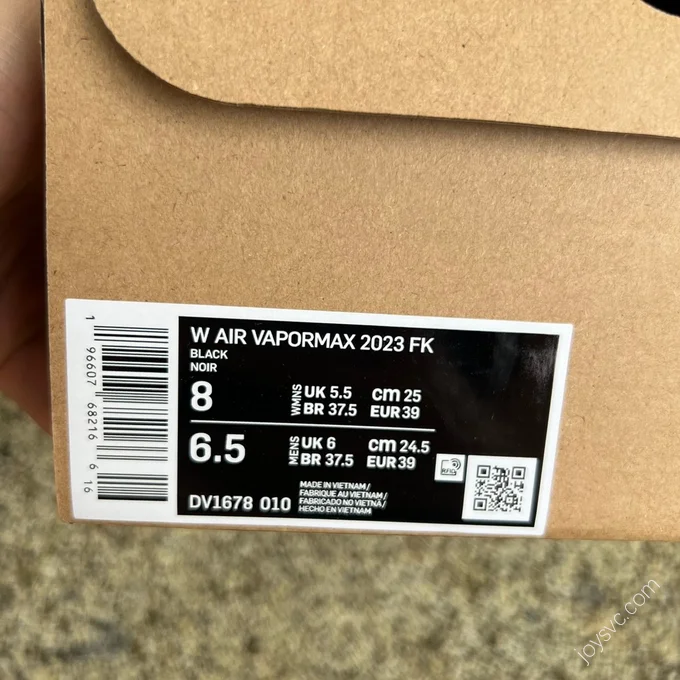 W AIR VAPORMAX 2023 FK
BLACK
NOIR
8 WMNS UK 5.5 cm 25
BR 37.5 EUR 39
6.5 MENS UK 6 cm 24.5
BR 37.5 EUR 39
RFID
DV1678 010
MADE IN VIETNAM/
FABRIQUE AU VIETNAM/
FABRICADO NO VIETNÃ/
HECHO EN VIETNAM
1 96607 68216 6 16
joysvc.com